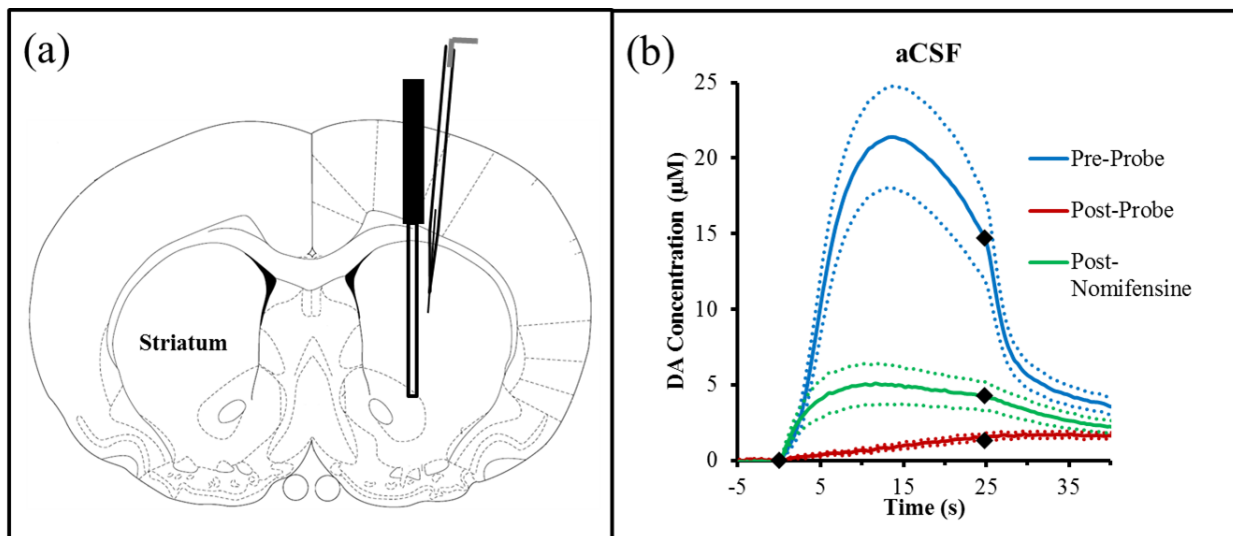 (a)
Striatum
(b)
aCSF
DA Concentration (µM)
25
20
15
10
5
0
-5
5
15
25
35
Time (s)
Pre-Probe
Post-Probe
Post-
Nomifensine